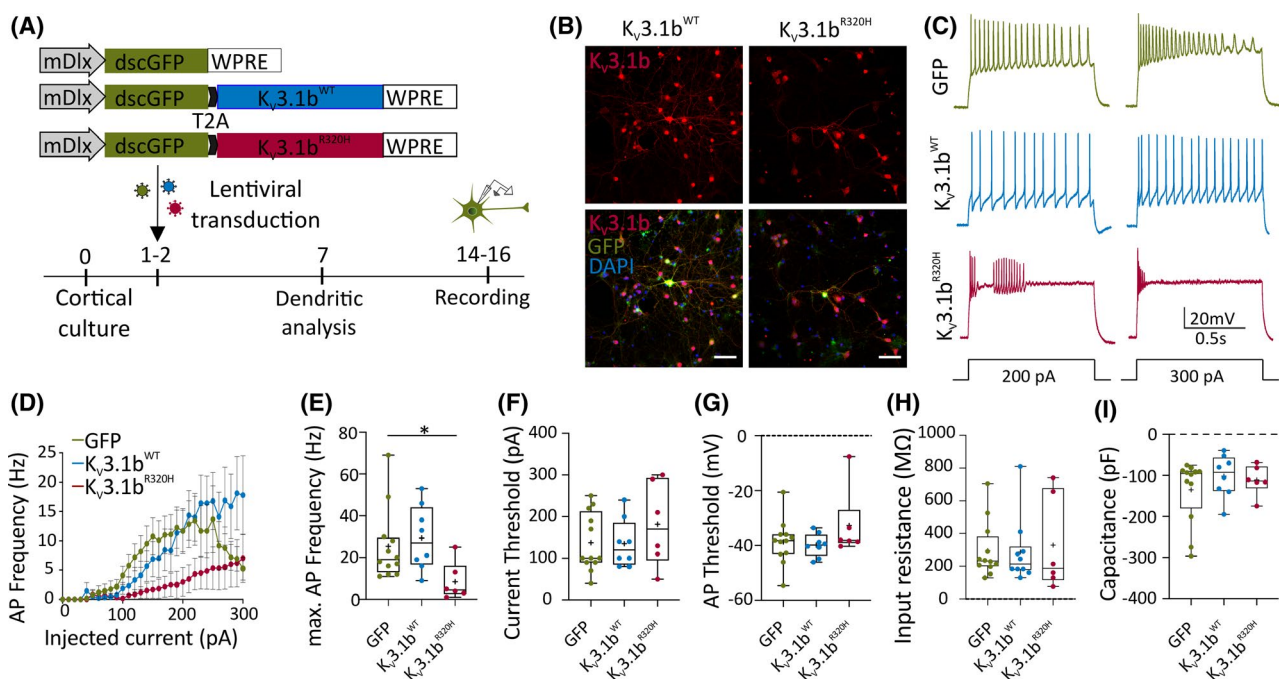 (A)
mDlx dscGFP WPRE
mDlx dscGFP Kv3.1bWT WPRE
T2A
mDlx dscGFP Kv3.1bR320H WPRE
Lentiviral
transduction
0 1-2 7 14-16
Cortical
culture
Dendritic
analysis
Recording
(B)
Kv3.1bWT Kv3.1bR320H
Kv3.1b
Kv3.1b
GFP
DAPI
(C)
GFP
Kv3.1bWT
Kv3.1bR320H
20mV
0.5s
200 pA 300 pA
(D)
GFP
Kv3.1bWT
Kv3.1bR320H
AP Frequency (Hz)
25
20
15
10
5
0
0 100 200 300
Injected current (pA)
(E)
*
max. AP Frequency (Hz)
80
60
40
20
0
GFP
Kv3.1bWT
Kv3.1bR320H
(F)
Current Threshold (pA)
400
300
200
100
0
GFP
Kv3.1bWT
Kv3.1bR320H
(G)
AP Threshold (mV)
0
-20
-40
-60
GFP
Kv3.1bWT
Kv3.1bR320H
(H)
Input resistance (MΩ)
1000
800
600
400
200
0
GFP
Kv3.1bWT
Kv3.1bR320H
(I)
Capacitance (pF)
0
-100
-200
-300
-400
GFP
Kv3.1bWT
Kv3.1bR320H